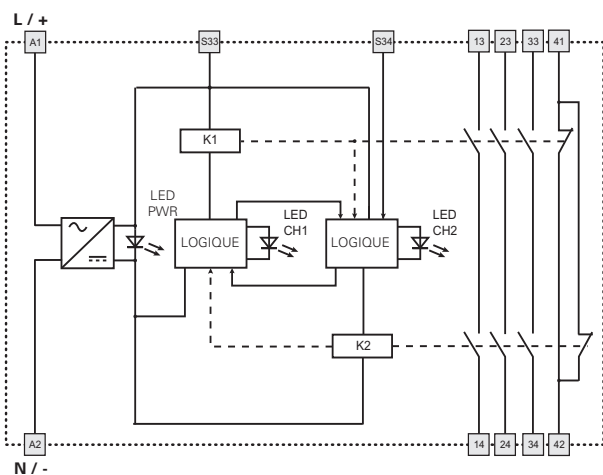 L / +
A1 S33 S34 13 23 33 41
K1
LED
PWR
LOGIQUE
LED
CH1
LOGIQUE
LED
CH2
K2
A2 14 24 34 42
N / -